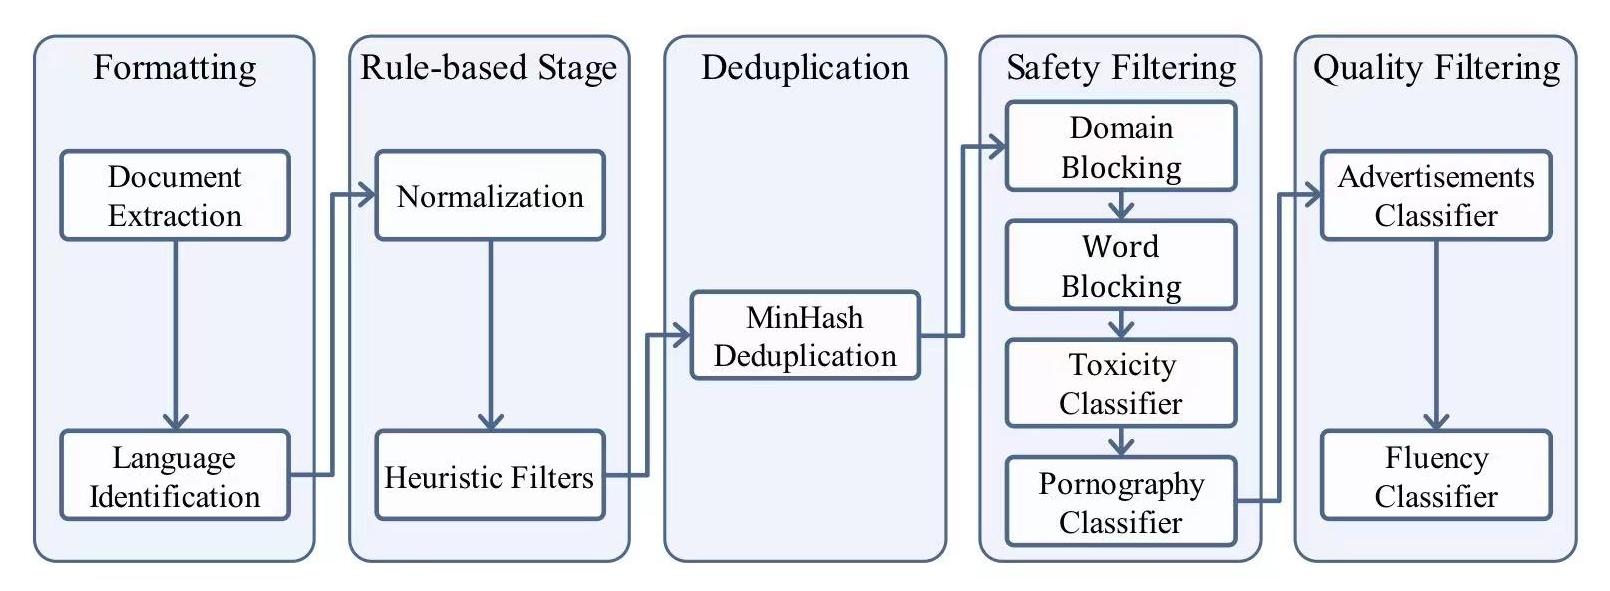 Formatting
Document
Extraction
Language
Identification
Rule-based Stage
Normalization
Heuristic Filters
Deduplication
MinHash
Deduplication
Safety Filtering
Domain
Blocking
Word
Blocking
Toxicity
Classifier
Pornography
Classifier
Quality Filtering
Advertisements
Classifier
Fluency
Classifier